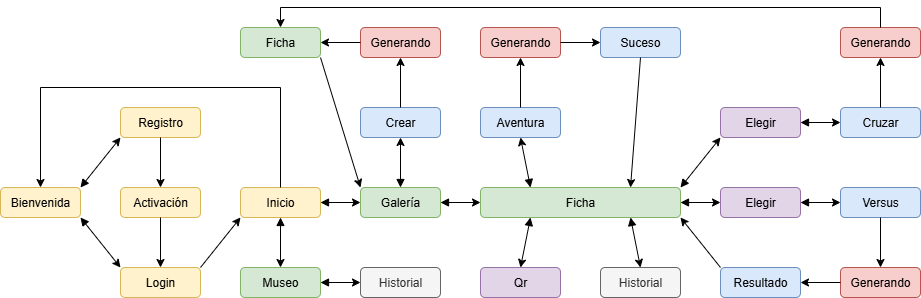 Ficha
Generando
Generando
Suceso
Generando
Registro
Crear
Aventura
Elegir
Cruzar
Bienvenida
Activación
Inicio
Galería
Ficha
Elegir
Versus
Login
Museo
Historial
Qr
Historial
Resultado
Generando